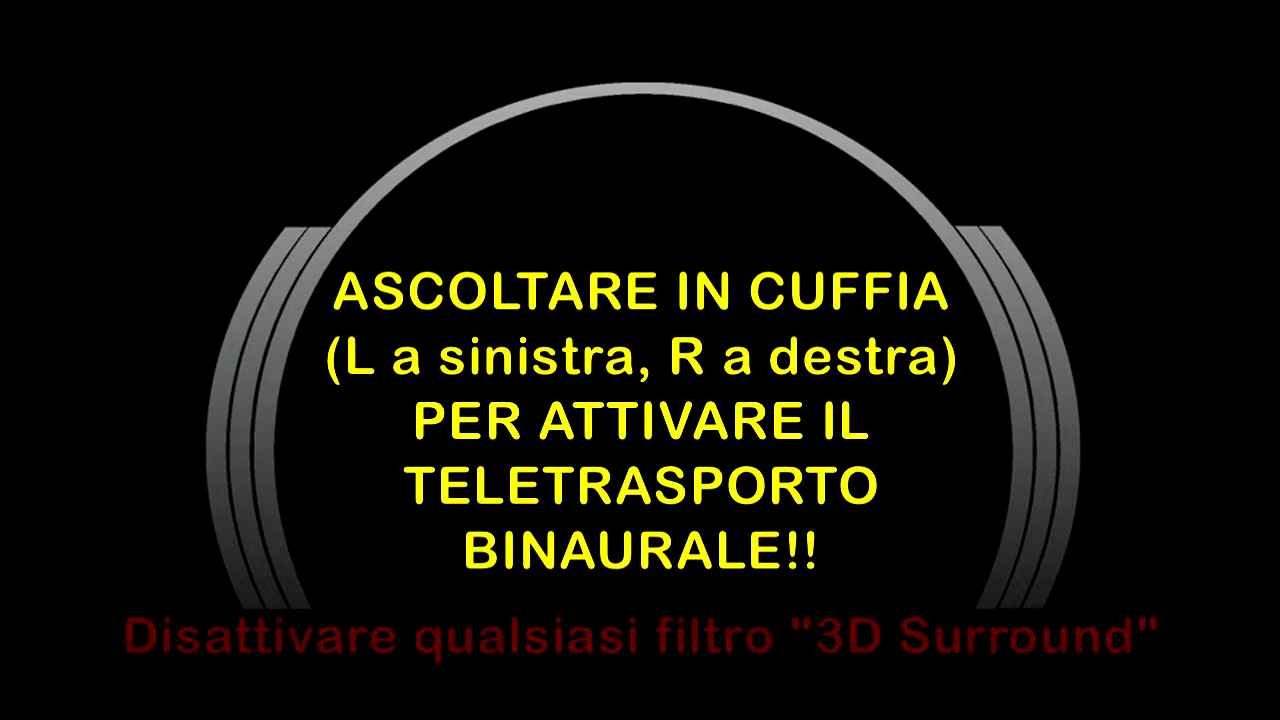 ASCOLTARE IN CUFFIA
(L a sinistra, R a destra)
PER ATTIVARE IL
TELETRASPORTO
BINAURALE!!
Disattivare qualsiasi filtro "3D Surround"